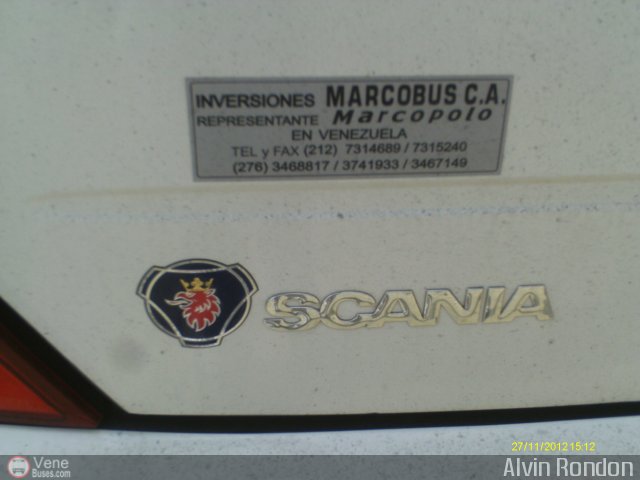 INVERSIONES MARCOBUS C.A.
REPRESENTANTE Marcopolo
EN VENEZUELA
TEL y FAX (212) 7314689 / 7315240
(276) 3468817 / 3741933 / 3467149
SCANIA
27/11/2012 15:12
Vene
Buses.com
Alvin Rondon